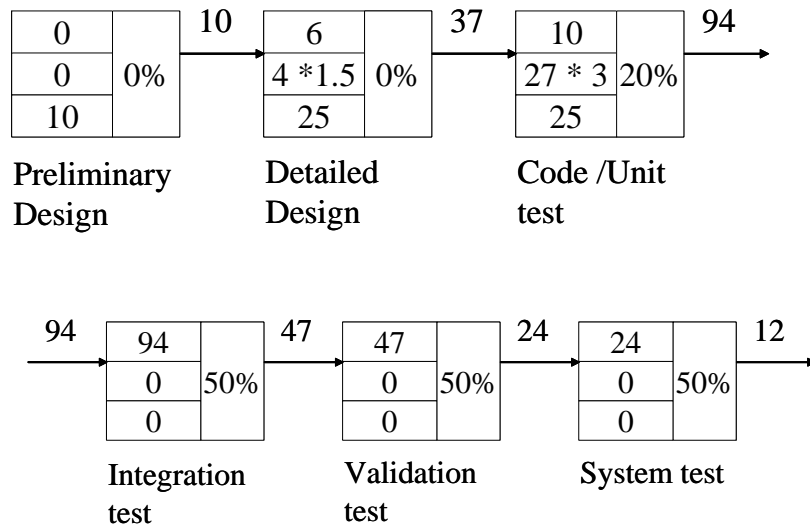 0
0
10
0%
10
Preliminary
Design
6
4 *1.5
25
0%
37
Detailed
Design
10
27 * 3
25
20%
94
Code /Unit
test
94
94
0
0
50%
47
Integration
test
47
0
0
50%
24
Validation
test
24
0
0
50%
12
System test